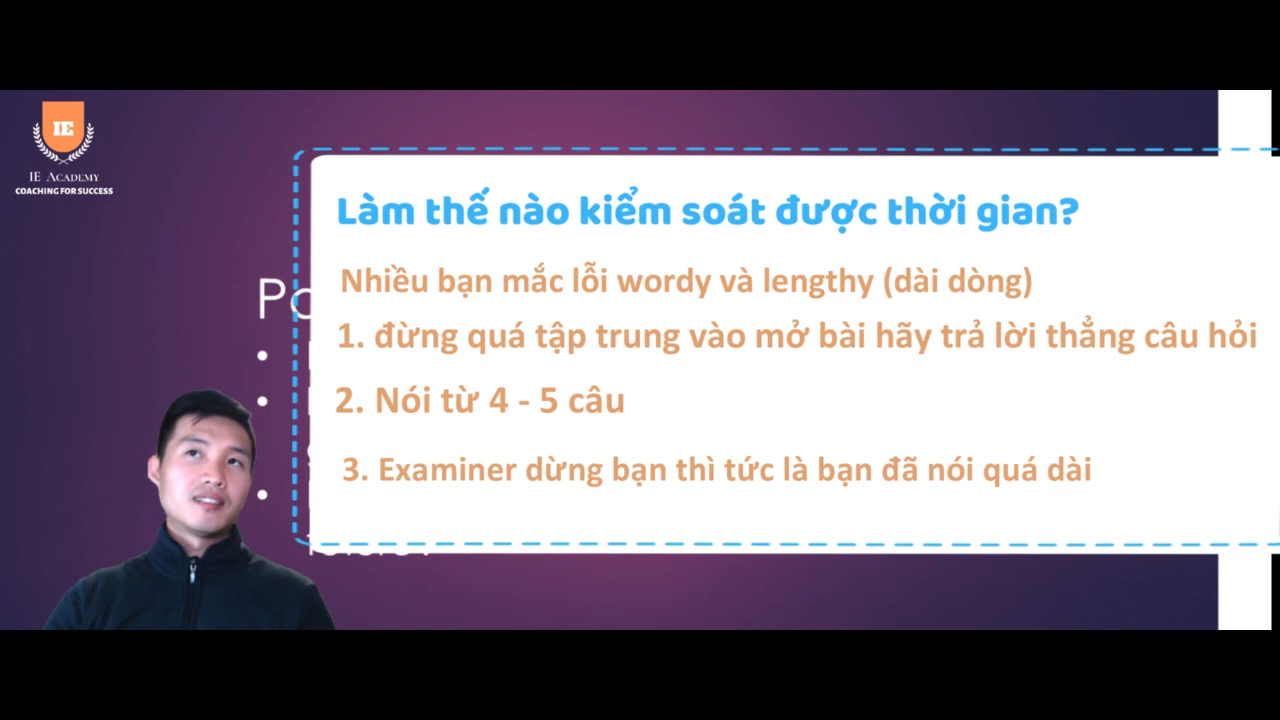 IE
IE ACADEMY
COACHING FOR SUCCESS
Làm thế nào kiểm soát được thời gian?
Nhiều bạn mắc lỗi wordy và lengthy (dài dòng)
1. đừng quá tập trung vào mở bài hãy trả lời thẳng câu hỏi
2. Nói từ 4 - 5 câu
3. Examiner dừng bạn thì tức là bạn đã nói quá dài